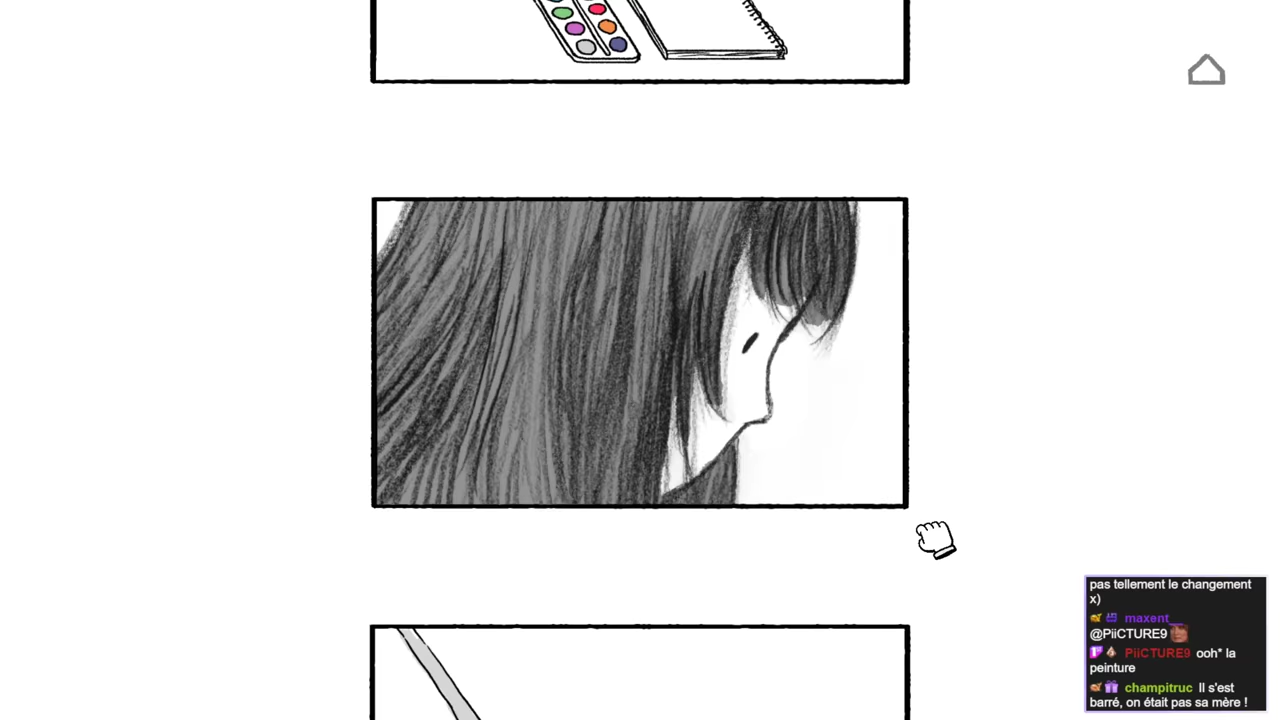 pas tellement le changement
x)
maxent_
@PiiCTURE9
PiiCTURE9 ooh* la
peinture
champitruc Il s'est
barré, on était pas sa mère !